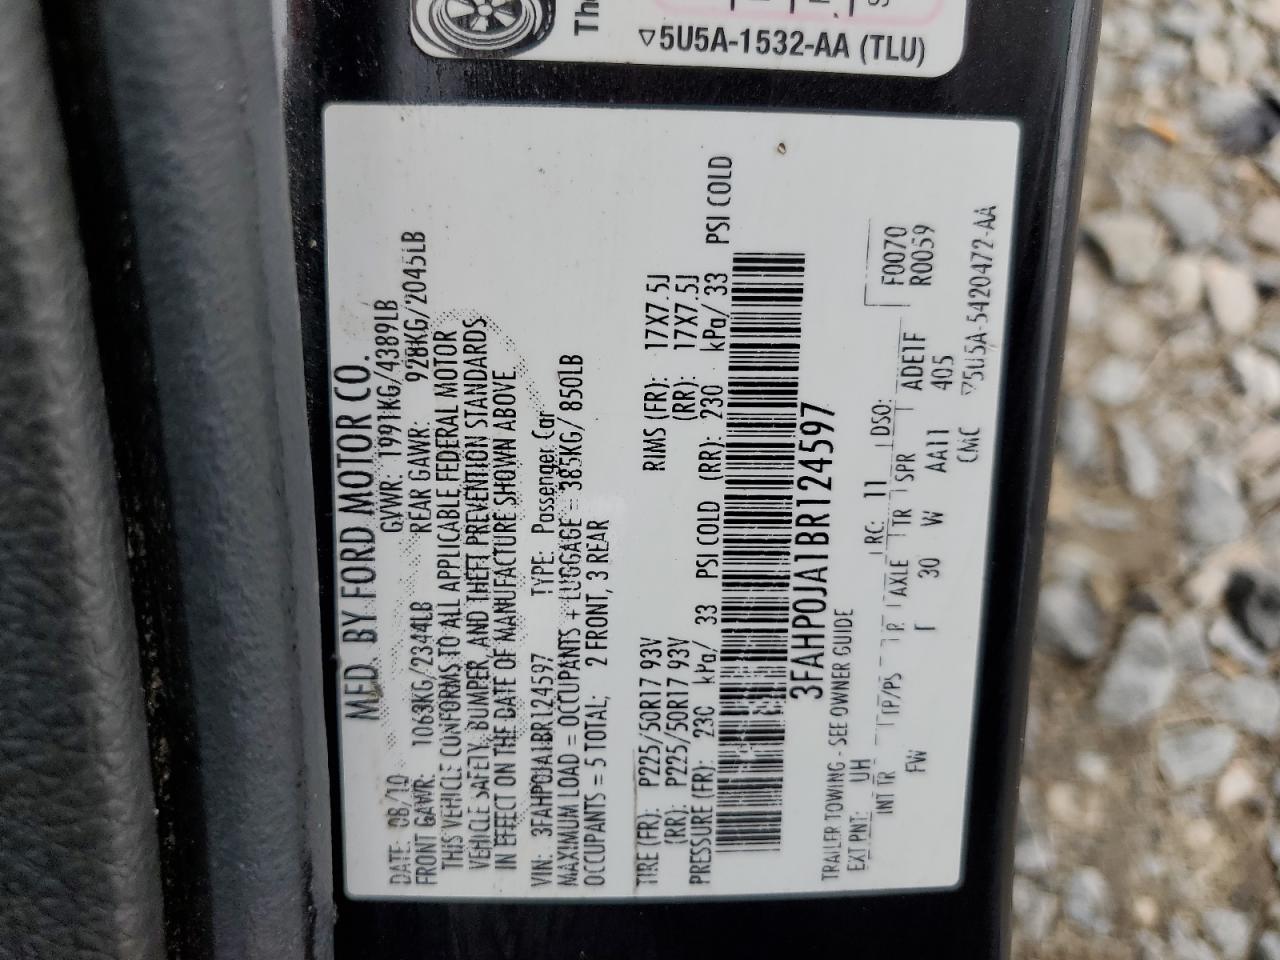 Th
▽5U5A-1532-AA (TLU)
MFD. BY FORD MOTOR CO.
DATE: 08/10 GVWR: 1991KG/4389LB
FRONT GAWR: 1063KG/2344LB REAR GAWR: 928KG/2045LB
THIS VEHICLE CONFORMS TO ALL APPLICABLE FEDERAL MOTOR
VEHICLE SAFETY, BUMPER, AND THEFT PREVENTION STANDARDS
IN EFFECT ON THE DATE OF MANUFACTURE SHOWN ABOVE
VIN: 3FAHP0JA1BR124597 TYPE: Passenger Car
MAXIMUM LOAD = OCCUPANTS + LUGGAGE = 385KG/ 850LB
OCCUPANTS = 5 TOTAL; 2 FRONT, 3 REAR
TIRE (FR): P225/50R17 93V RIMS (FR): 17X7.5J
(RR): P225/50R17 93V (RR): 17X7.5J
PRESSURE (FR): 230 kPa/ 33 PSI COLD (RR): 230 kPa/ 33 PSI COLD
3FAHP0JA1BR124597
TRAILER TOWING - SEE OWNER GUIDE
EXT PNT: UH RC: 11 DSO: F0070
INT TR TP/PS R AXLE TR SPR ADE1F R0059
FW 30 W AA11 405
CMC ▽5U5A-5420472-AA